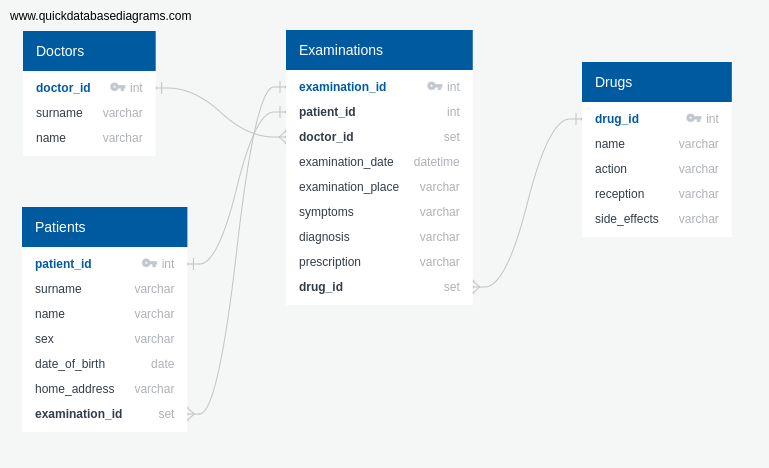 www.quickdatabasediagrams.com
Doctors
doctor_id int
surname varchar
name varchar
Patients
patient_id int
surname varchar
name varchar
sex varchar
date_of_birth date
home_address varchar
examination_id set
Examinations
examination_id int
patient_id int
doctor_id set
examination_date datetime
examination_place varchar
symptoms varchar
diagnosis varchar
prescription varchar
drug_id set
Drugs
drug_id int
name varchar
action varchar
reception varchar
side_effects varchar